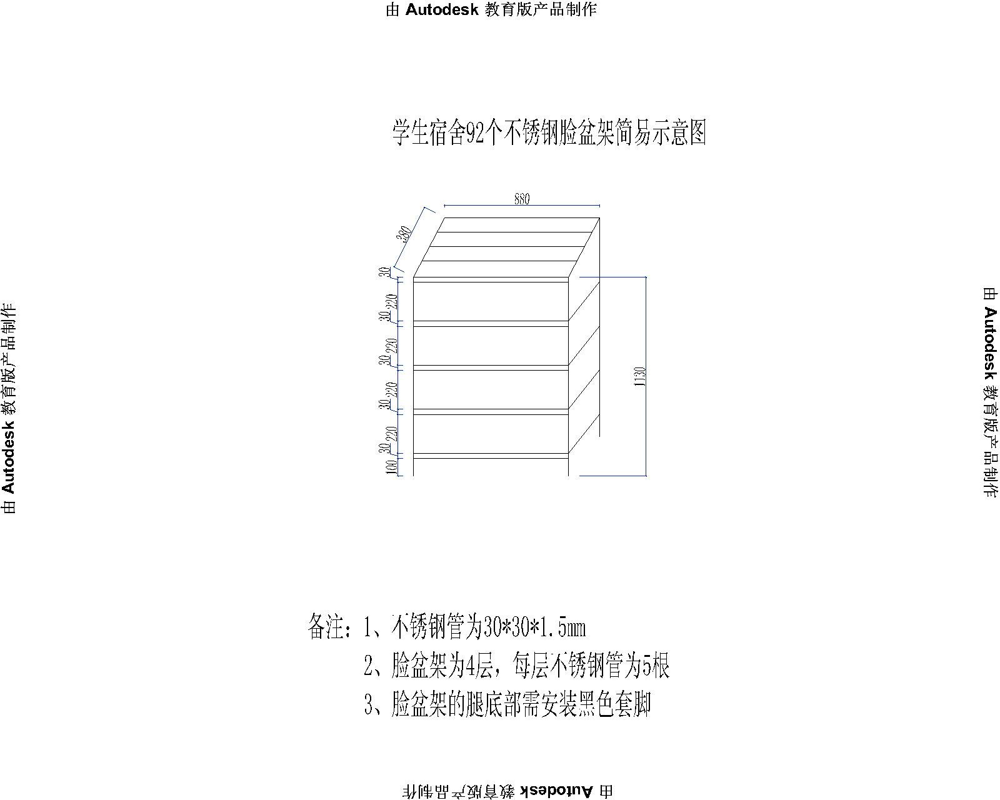 由 Autodesk 教育版产品制作
学生宿舍92个不锈钢脸盆架简易示意图
880
380
30
220
30
220
30
220
30
220
30
100
1130
由 Autodesk 教育版产品制作
由 Autodesk 教育版产品制作
备注：1、不锈钢管为30*30*1.5mm
2、脸盆架为4层，每层不锈钢管为5根
3、脸盆架的腿底部需安装黑色套脚
由 Autodesk 教育版产品制作